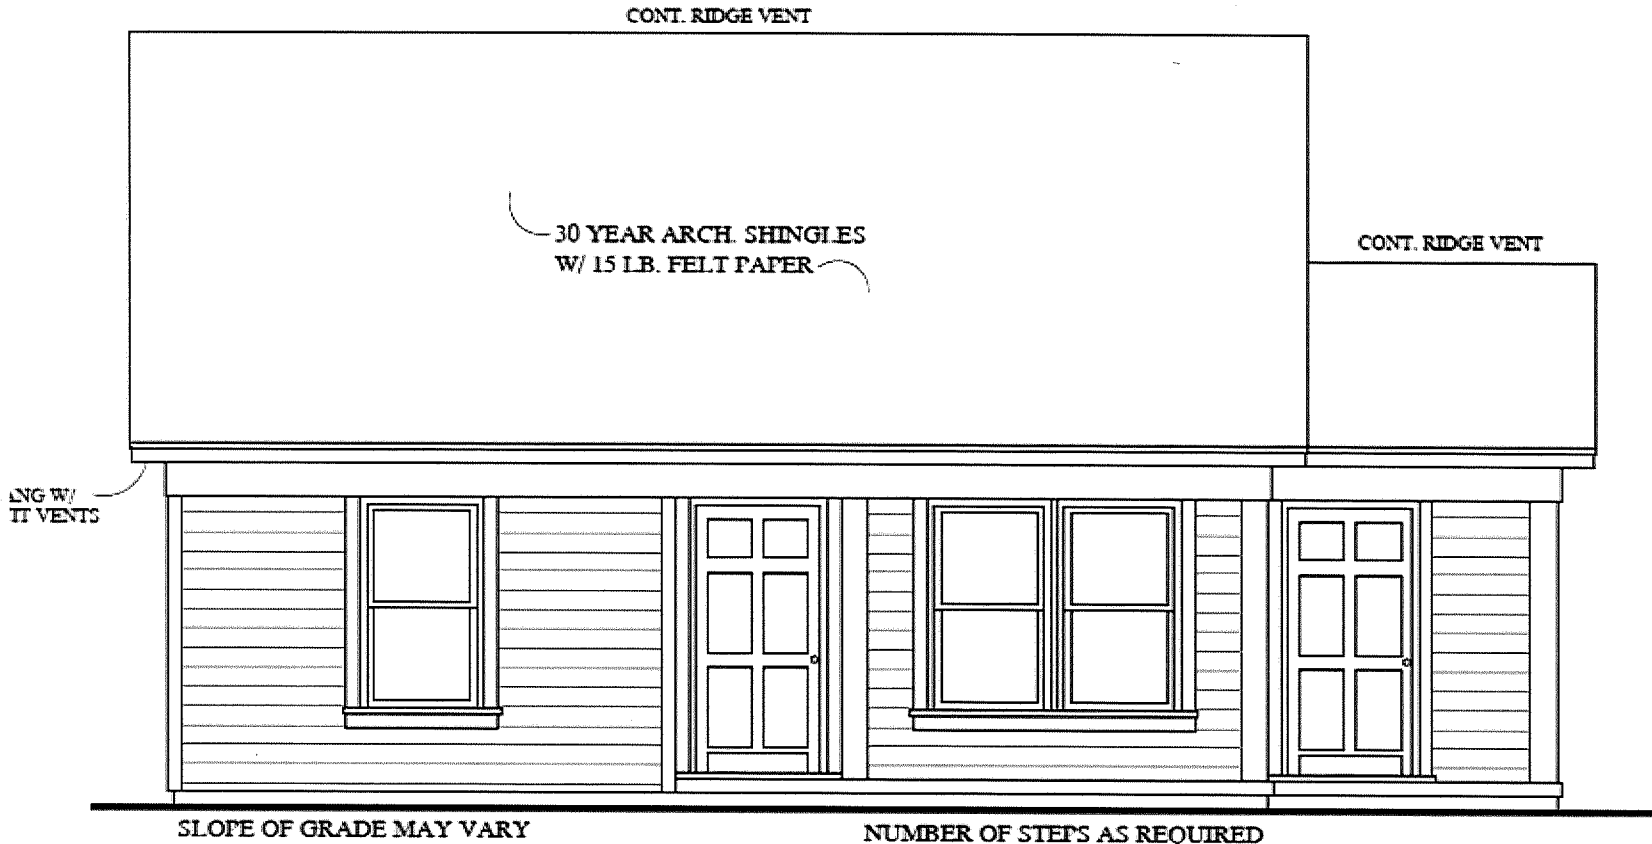 CONT. RIDGE VENT
30 YEAR ARCH. SHINGLES
W/ 15 LB. FELT PAPER
CONT. RIDGE VENT
W/
VENTS
SLOPE OF GRADE MAY VARY
NUMBER OF STEPS AS REQUIRED